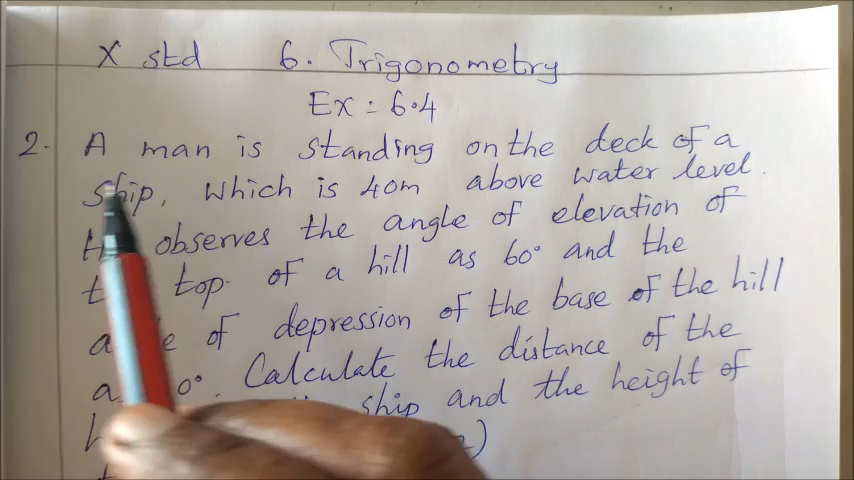 X std 6. Trigonometry
Ex : 6.4
2. A man is standing on the deck of a
ship, which is 40m above water level.
observes the angle of elevation of
top of a hill as 60° and the
of depression of the base of the hill
Calculate the distance of the
ship and the height of